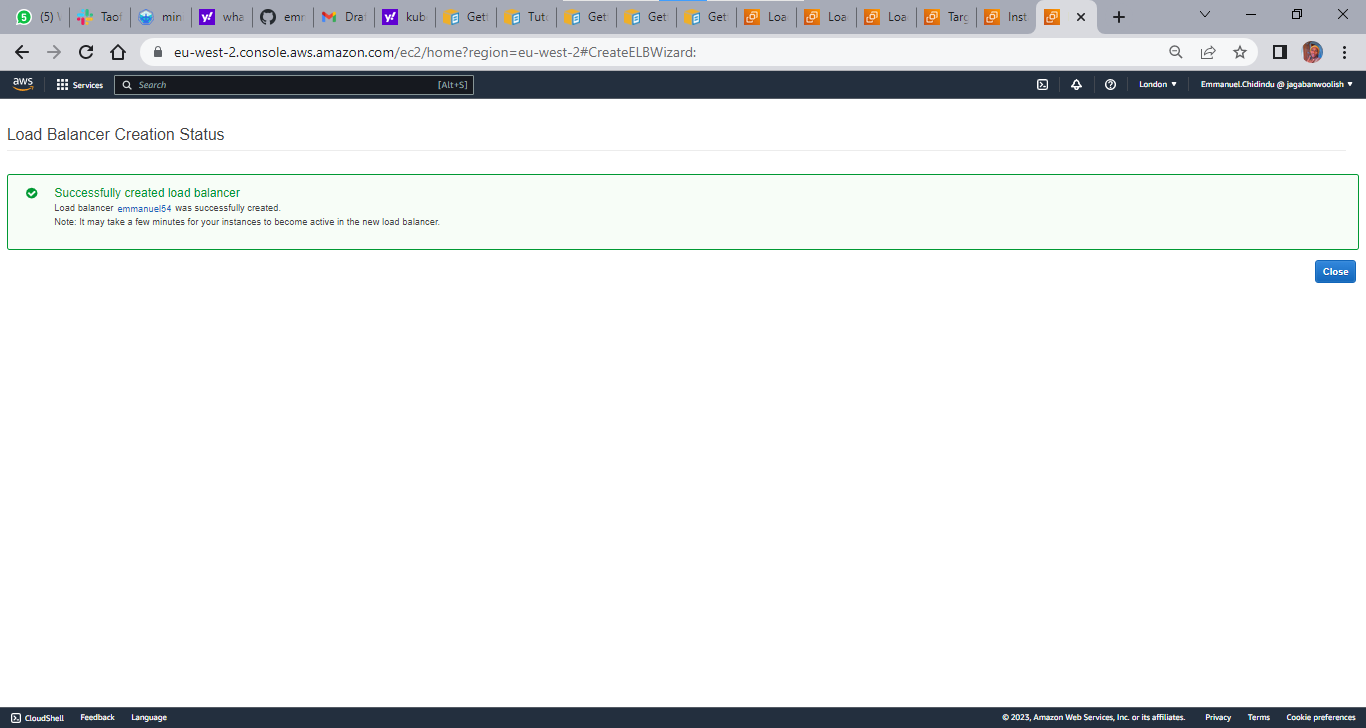 (5)
Taof
min
wha
emr
Draf
kub
Gett
Tuto
Gett
Gett
Gett
Loa
Loa
Loa
Targ
Inst
eu-west-2.console.aws.amazon.com/ec2/home?region=eu-west-2#CreateELBWizard:
aws
Services
Search
[Alt+S]
London
Emmanuel.Chidindu @ jagabanwoolish
Load Balancer Creation Status
Successfully created load balancer
Load balancer emmanuel54 was successfully created.
Note: It may take a few minutes for your instances to become active in the new load balancer.
Close
CloudShell
Feedback
Language
© 2023, Amazon Web Services, Inc. or its affiliates.
Privacy
Terms
Cookie preferences